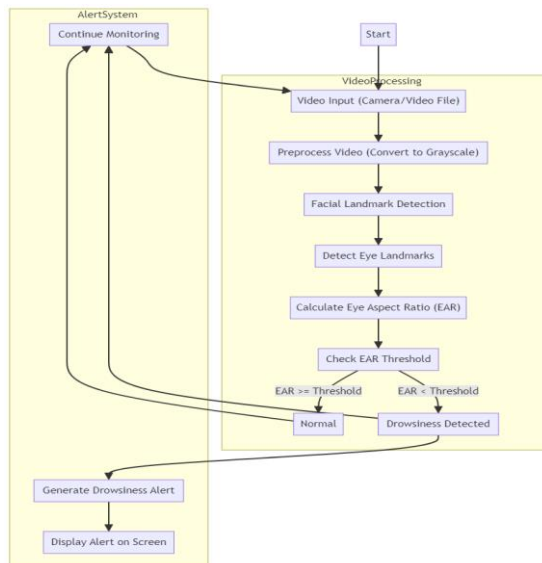 AlertSystem
Continue Monitoring
Start
VideoProcessing
Video Input (Camera/Video File)
Preprocess Video (Convert to Grayscale)
Facial Landmark Detection
Detect Eye Landmarks
Calculate Eye Aspect Ratio (EAR)
Check EAR Threshold
EAR >= Threshold
EAR < Threshold
Normal
Drowsiness Detected
Generate Drowsiness Alert
Display Alert on Screen